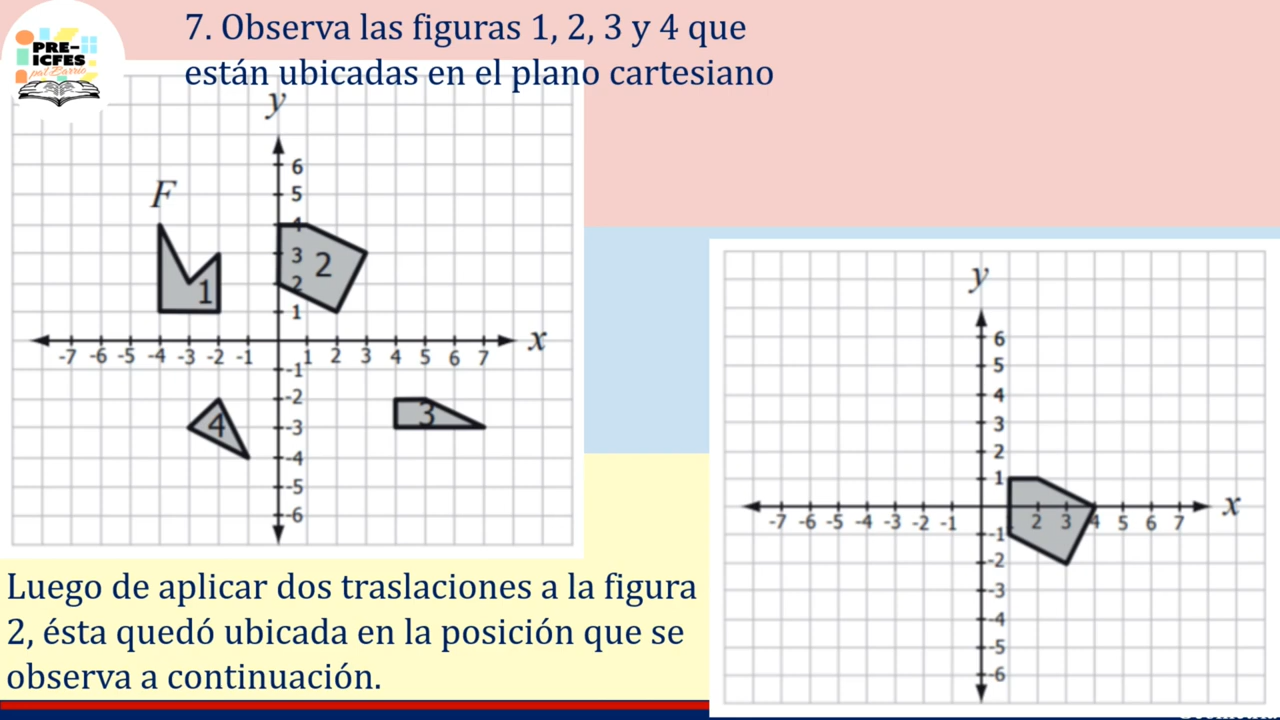 7. Observa las figuras 1, 2, 3 y 4 que
están ubicadas en el plano cartesiano
PRE-
ICFES
pal Barrio
y
6
5
4
3
2
1
F
1
2
x
-7 -6 -5 -4 -3 -2 -1 1 2 3 4 5 6 7
-1
-2
-3
-4
-5
-6
4
3
y
6
5
4
3
2
1
x
-7 -6 -5 -4 -3 -2 -1 2 3 4 5 6 7
-1
-2
-3
-4
-5
-6
Luego de aplicar dos traslaciones a la figura
2, ésta quedó ubicada en la posición que se
observa a continuación.